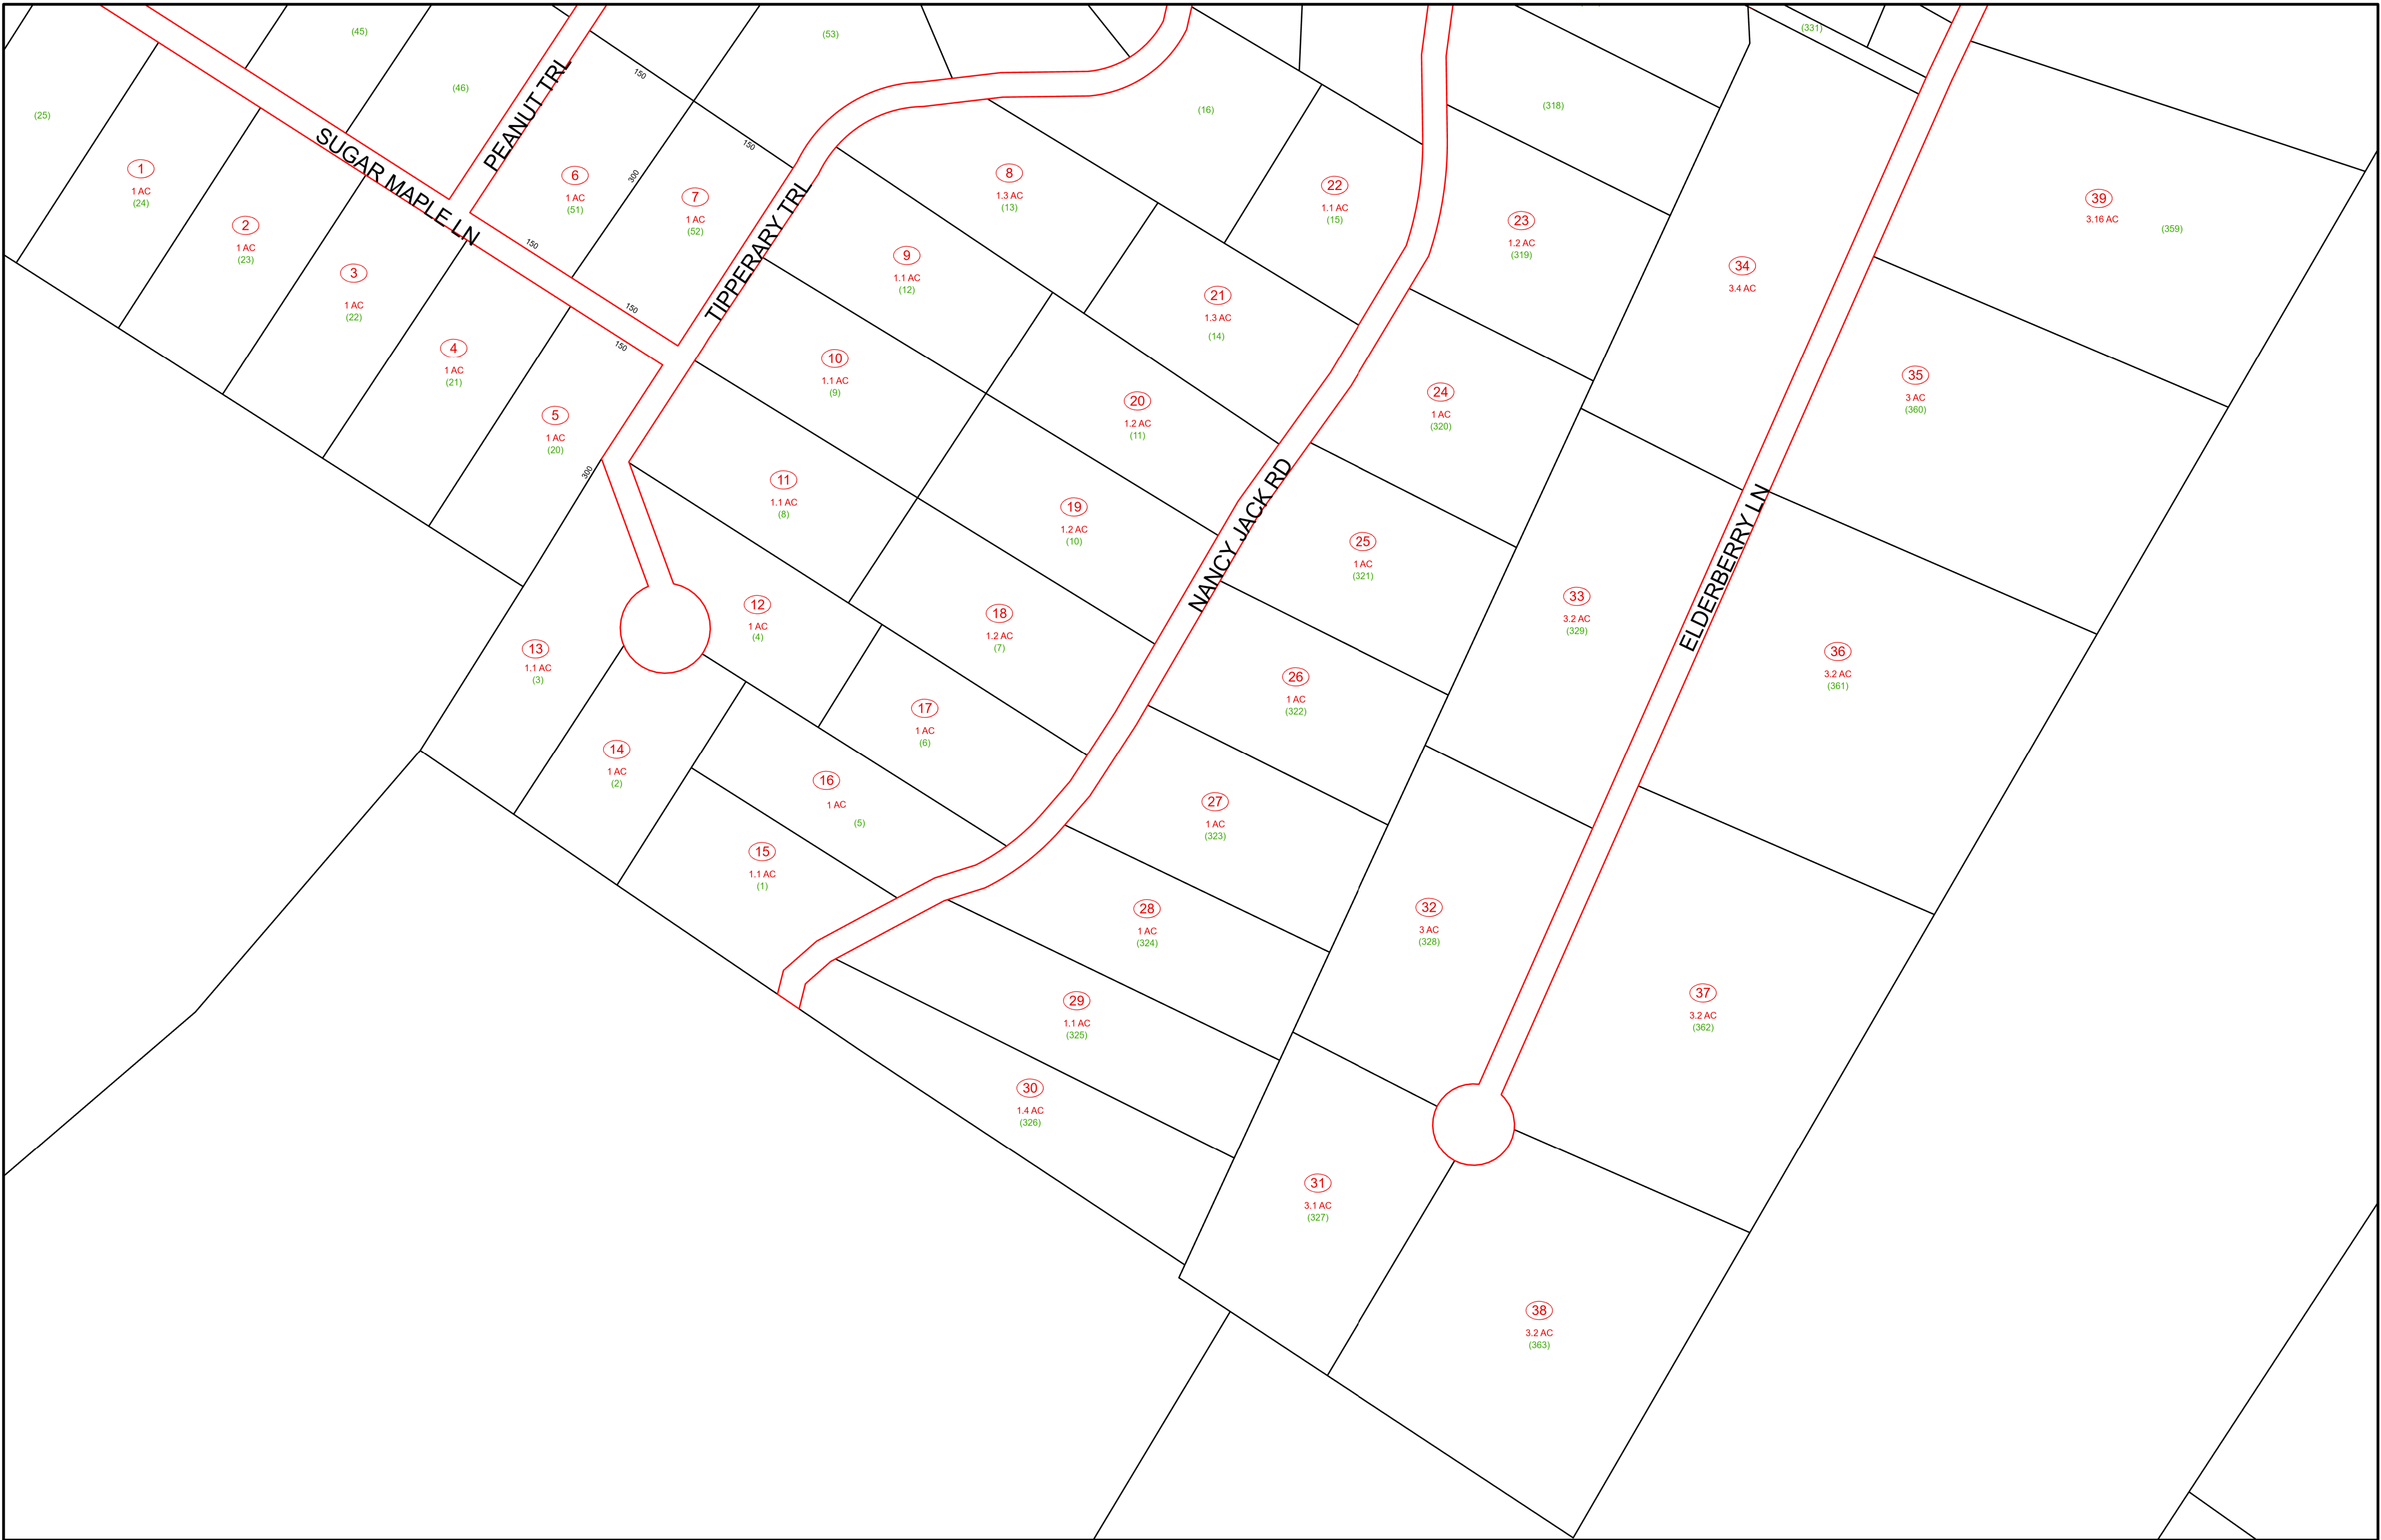 (45)
(46)
(53)
(331)
(25)
PEANUT TRL
150
(16)
(318)
SUGAR MAPLE LN
150
1
1 AC
(24)
6
1 AC
(51)
300
7
1 AC
(52)
TIPPERARY TRL
8
1.3 AC
(13)
22
1.1 AC
(15)
23
1.2 AC
(319)
39
3.16 AC
(359)
2
1 AC
(23)
150
3
1 AC
(22)
150
9
1.1 AC
(12)
21
1.3 AC
(14)
34
3.4 AC
4
1 AC
(21)
150
10
1.1 AC
(9)
20
1.2 AC
(11)
24
1 AC
(320)
35
3 AC
(360)
5
1 AC
(20)
300
11
1.1 AC
(8)
19
1.2 AC
(10)
NANCY JACK RD
25
1 AC
(321)
ELDERBERRY LN
12
1 AC
(4)
18
1.2 AC
(7)
33
3.2 AC
(329)
13
1.1 AC
(3)
26
1 AC
(322)
36
3.2 AC
(361)
14
1 AC
(2)
17
1 AC
(6)
16
1 AC
(5)
27
1 AC
(323)
15
1.1 AC
(1)
28
1 AC
(324)
32
3 AC
(328)
29
1.1 AC
(325)
37
3.2 AC
(362)
30
1.4 AC
(326)
31
3.1 AC
(327)
38
3.2 AC
(363)